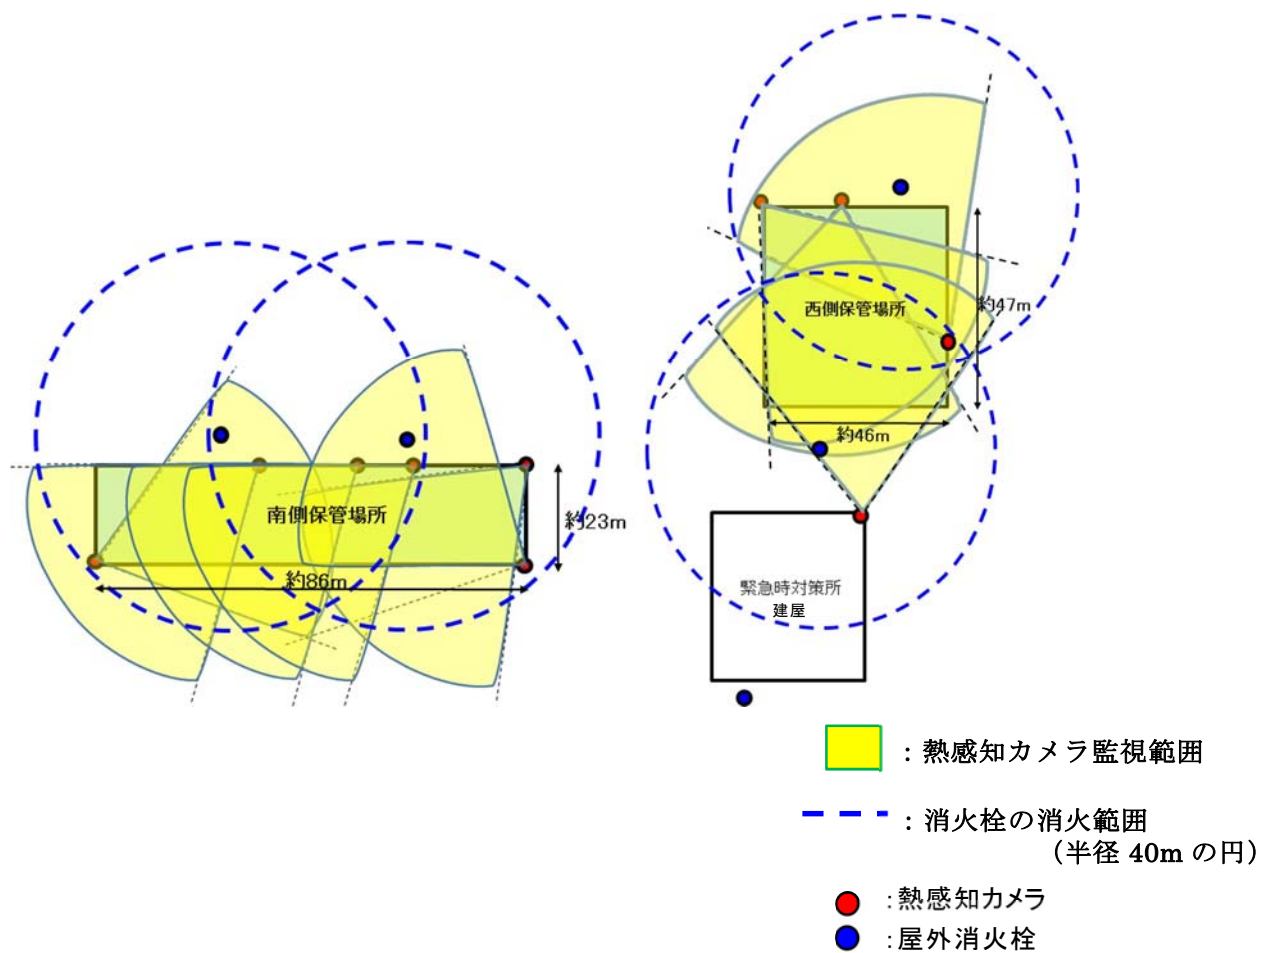 西側保管場所
約47m
約46m
南側保管場所
約23m
約86m
緊急時対策所
建屋
：熱感知カメラ監視範囲
：消火栓の消火範囲
（半径 40m の円）
：熱感知カメラ
：屋外消火栓